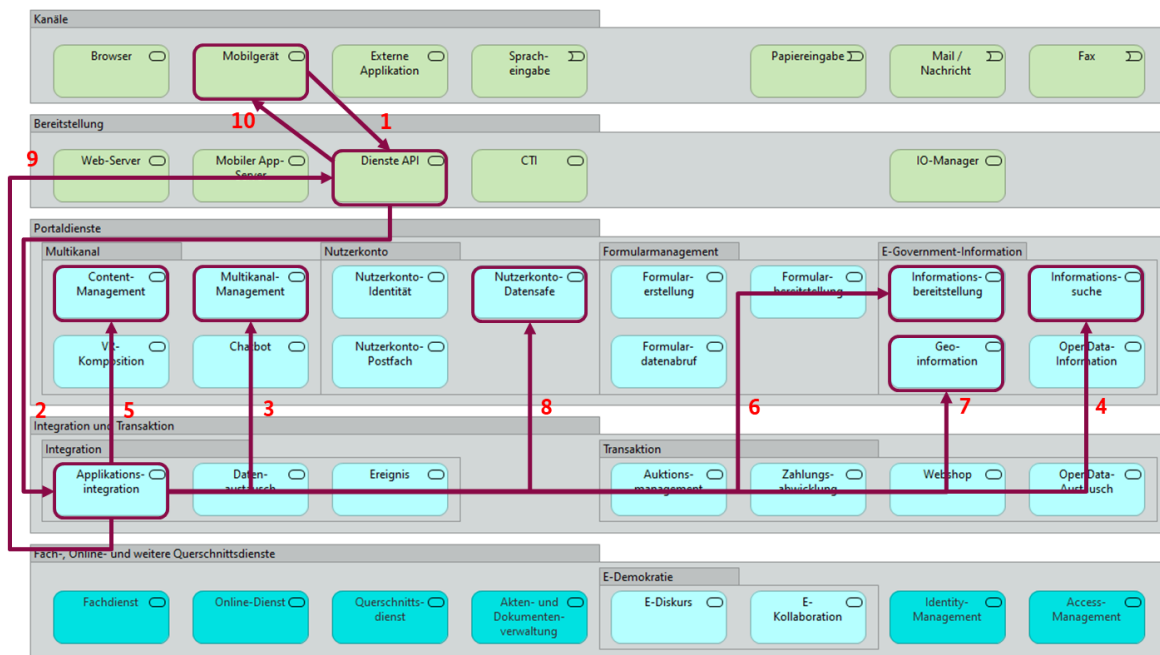 Kanäle
Browser
Mobilgerät
Externe
Applikation
Sprach-
eingabe
Papiereingabe
Mail /
Nachricht
Fax
10
1
Bereitstellung
9
Web-Server
Mobiler App-
Server
Dienste API
CTI
IO-Manager
Portaldienste
Multikanal
Nutzerkonto
Formularmanagement
E-Government-Information
Content-
Management
Multikanal-
Management
Nutzerkonto-
Identität
Nutzerkonto-
Datensafe
Formular-
erstellung
Formular-
bereitstellung
Informations-
bereitstellung
Informations-
suche
VR-
Komposition
Chatbot
Nutzerkonto-
Postfach
Formular-
datenabruf
Geo-
information
Open Data-
Information
2
5
3
8
6
7
4
Integration und Transaktion
Integration
Transaktion
Applikations-
integration
Daten-
austausch
Ereignis
Auktions-
management
Zahlungs-
abwicklung
Webshop
Open Data-
Austausch
Fach-, Online- und weitere Querschnittsdienste
E-Demokratie
Fachdienst
Online-Dienst
Querschnitts-
dienst
Akten- und
Dokumenten-
verwaltung
E-Diskurs
E-
Kollaboration
Identity-
Management
Access-
Management